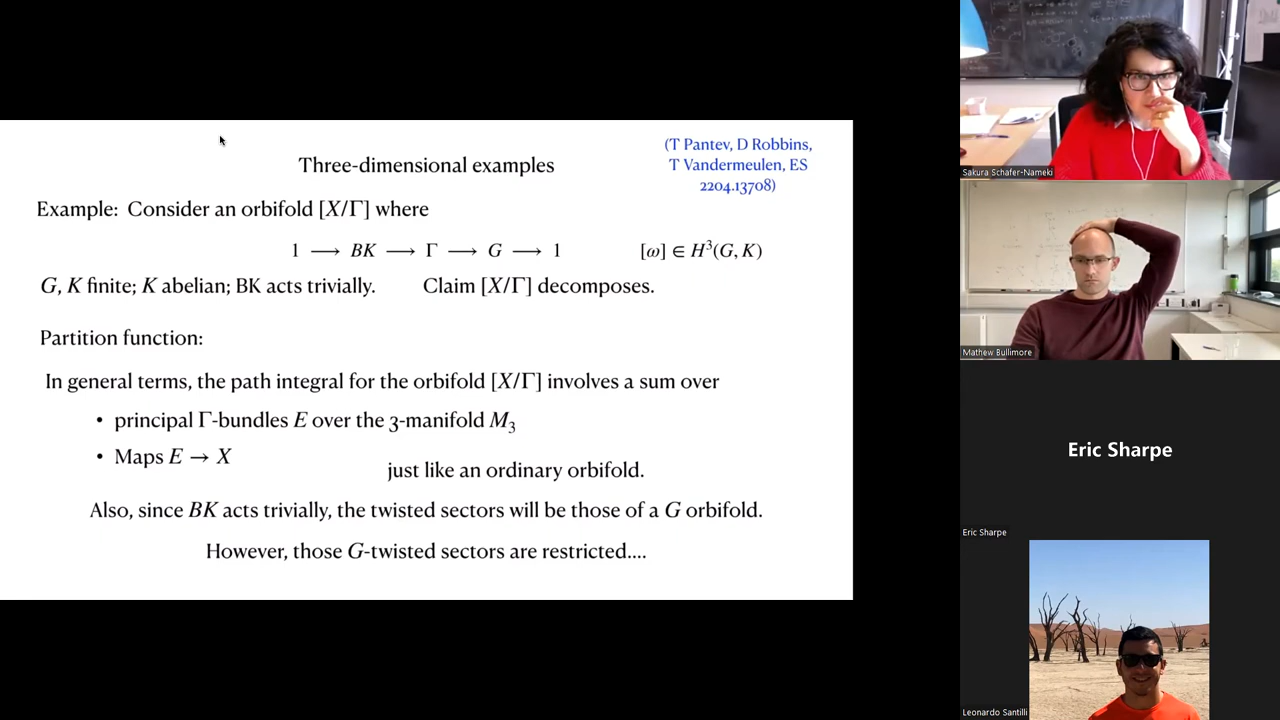 Three-dimensional examples
(T Pantev, D Robbins,
T Vandermeulen, ES
2204.13708)
Example: Consider an orbifold [X/Γ] where
1 ⟶ BK ⟶ Γ ⟶ G ⟶ 1 [ω] ∈ H³(G, K)
G, K finite; K abelian; BK acts trivially. Claim [X/Γ] decomposes.
Partition function:
In general terms, the path integral for the orbifold [X/Γ] involves a sum over
• principal Γ-bundles E over the 3-manifold M₃
• Maps E → X
just like an ordinary orbifold.
Also, since BK acts trivially, the twisted sectors will be those of a G orbifold.
However, those G-twisted sectors are restricted....
Sakura Schafer-Nameki
Mathew Bullimore
Eric Sharpe
Eric Sharpe
Leonardo Santilli